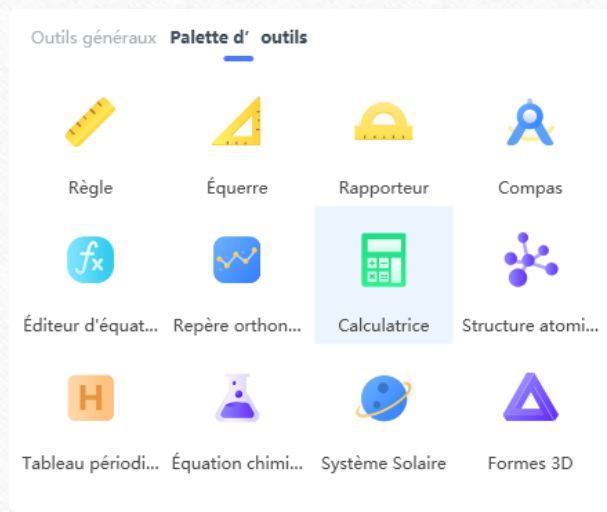 Outils généraux Palette d’ outils
Règle Équerre Rapporteur Compas
fx
Éditeur d'équat... Repère orthon... Calculatrice Structure atomi...
H
Tableau périodi... Équation chimi... Système Solaire Formes 3D